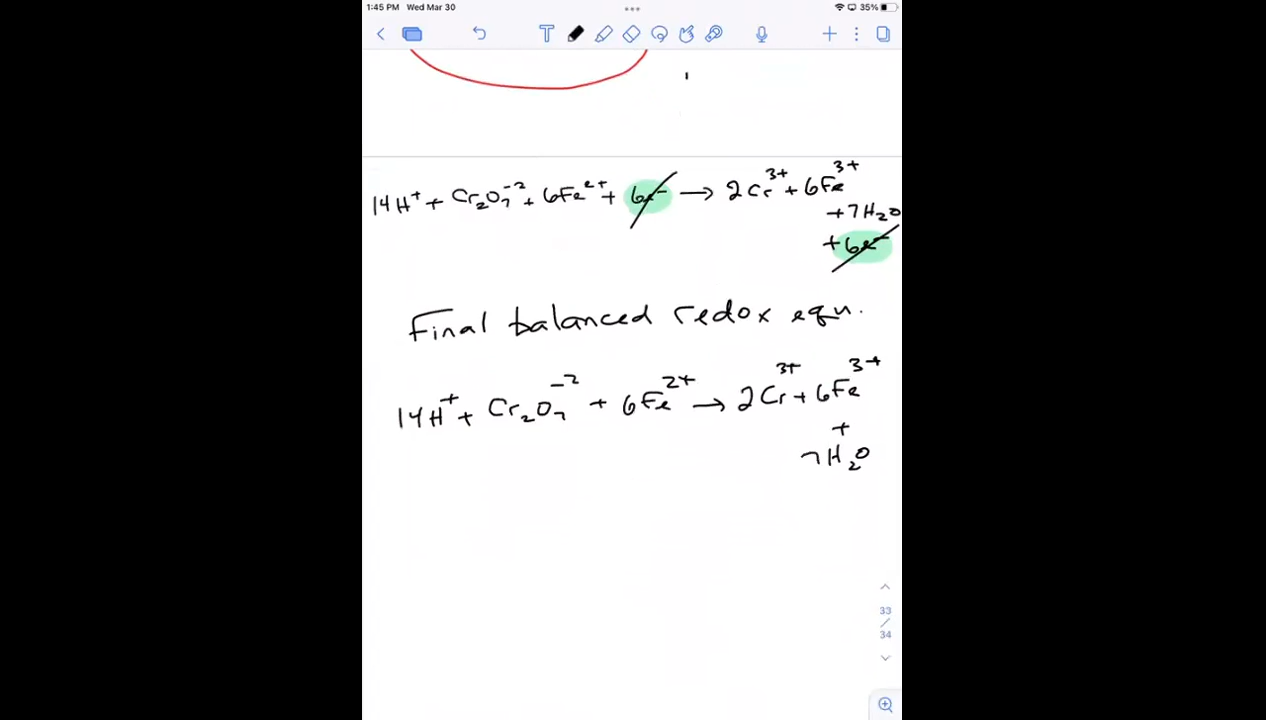 1:45 PM Wed Mar 30
35%
14H⁺ + Cr₂O₇⁻² + 6Fe²⁺ + 6e⁻ → 2Cr³⁺ + 6Fe³⁺
+ 7H₂O
+ 6e⁻
Final balanced redox equ.
14H⁺ + Cr₂O₇⁻² + 6Fe²⁺ → 2Cr³⁺ + 6Fe³⁺
+
7H₂O
33
/
34